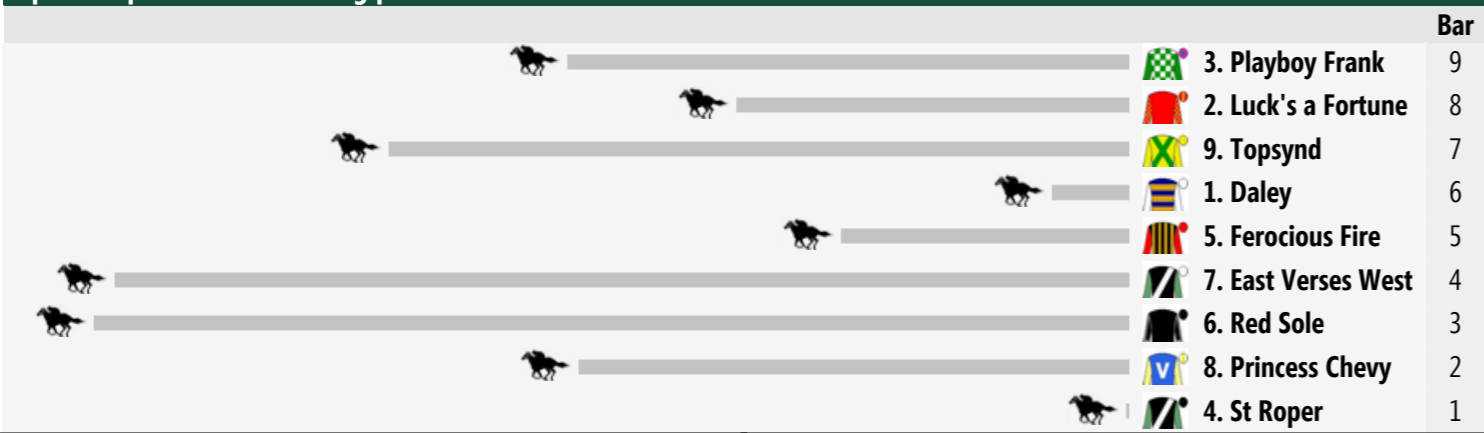 Bar
3. Playboy Frank 9
2. Luck's a Fortune 8
9. Topsynd 7
1. Daley 6
5. Ferocious Fire 5
7. East Verses West 4
6. Red Sole 3
V 8. Princess Chevy 2
4. St Roper 1